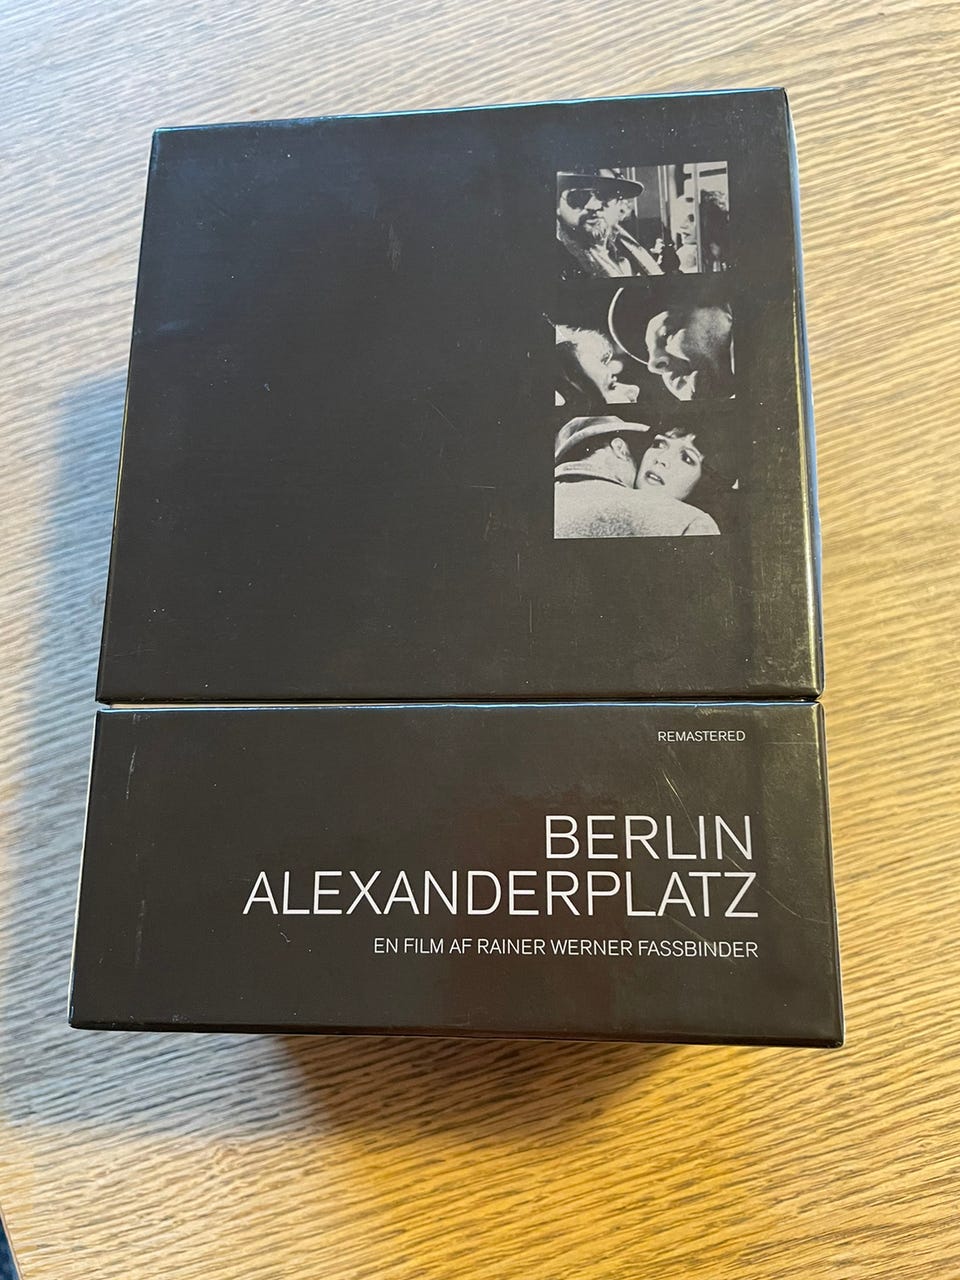 REMASTERED
BERLIN
ALEXANDERPLATZ
EN FILM AF RAINER WERNER FASSBINDER